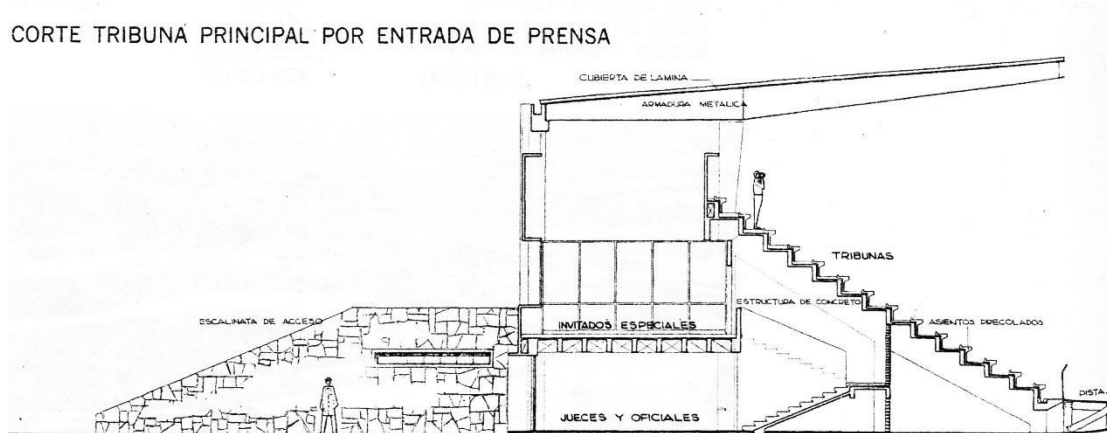 CORTE TRIBUNA PRINCIPAL POR ENTRADA DE PRENSA
CUBIERTA DE LAMINA
ARMADURA METALICA
TRIBUNAS
ESTRUCTURA DE CONCRETO
ESCALINATA DE ACCESO
INVITADOS ESPECIALES
ASIENTOS PRECOLADOS
PISTA
JUECES Y OFICIALES